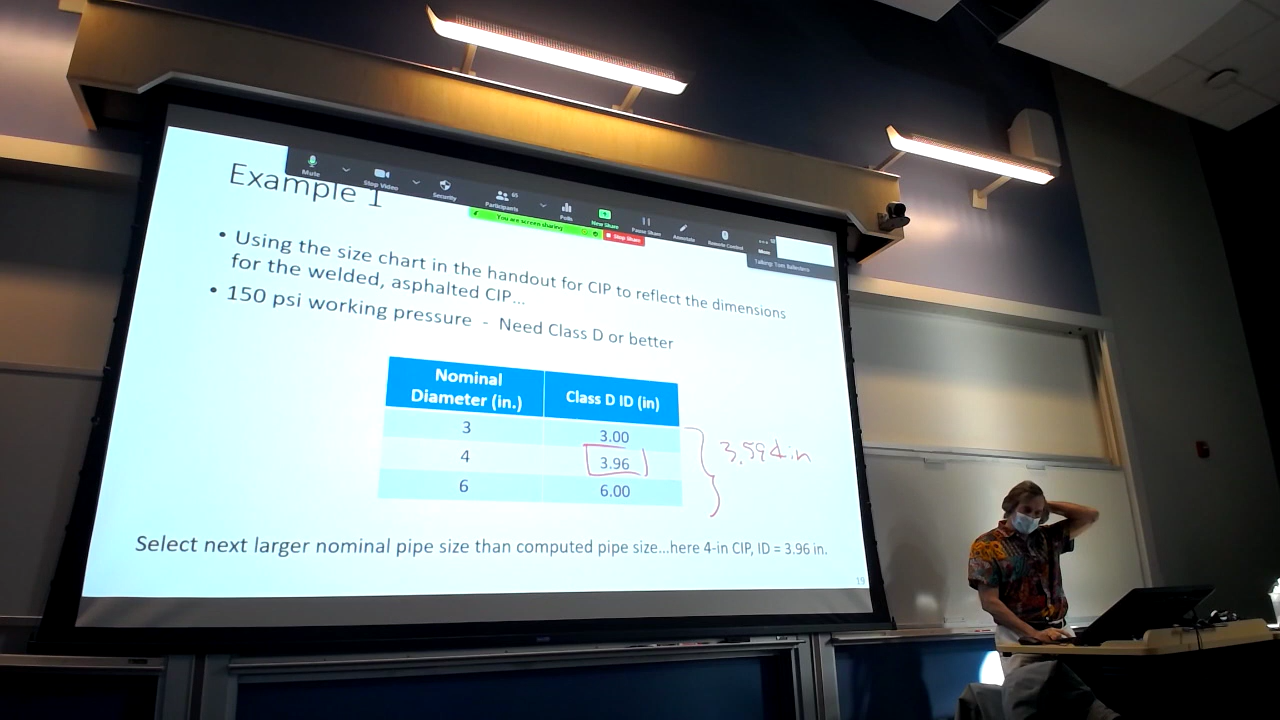 Example 1
Mute
Stop Video
Security
Participants
65
Polls
New Share
Pause Share
Annotate
Remote Control
More
You are screen sharing
Stop Share
Talking: Tom Ballestero
• Using the size chart in the handout for CIP to reflect the dimensions
for the welded, asphalted CIP...
• 150 psi working pressure - Need Class D or better
Nominal
Diameter (in.)
Class D ID (in)
3
3.00
4
3.96
6
6.00
3.594in
Select next larger nominal pipe size than computed pipe size...here 4-in CIP, ID = 3.96 in.
19